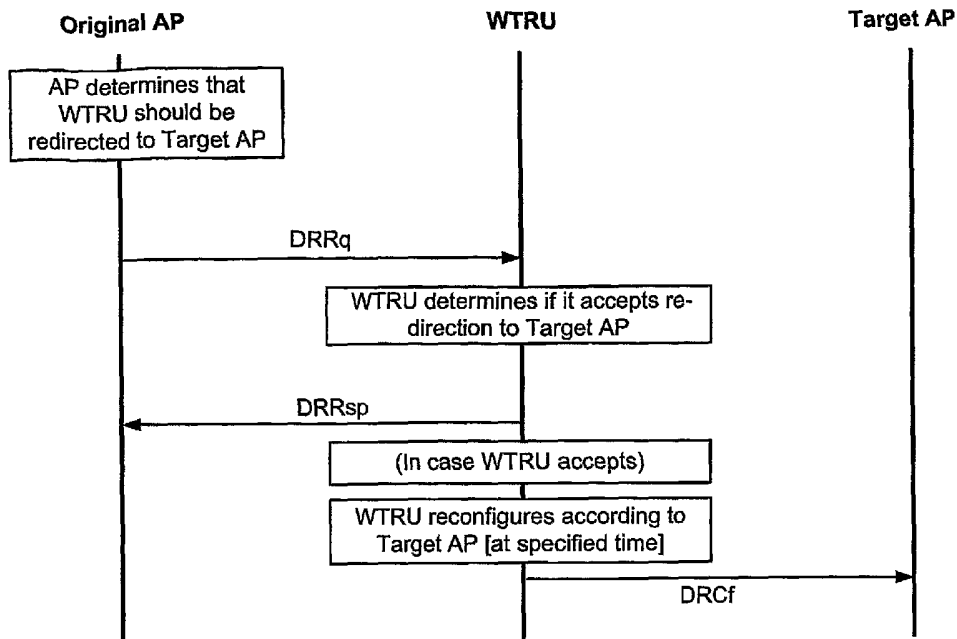 Original AP
WTRU
Target AP
AP determines that
WTRU should be
redirected to Target AP
DRRq
WTRU determines if it accepts re-
direction to Target AP
DRRsp
(In case WTRU accepts)
WTRU reconfigures according to
Target AP [at specified time]
DRCf